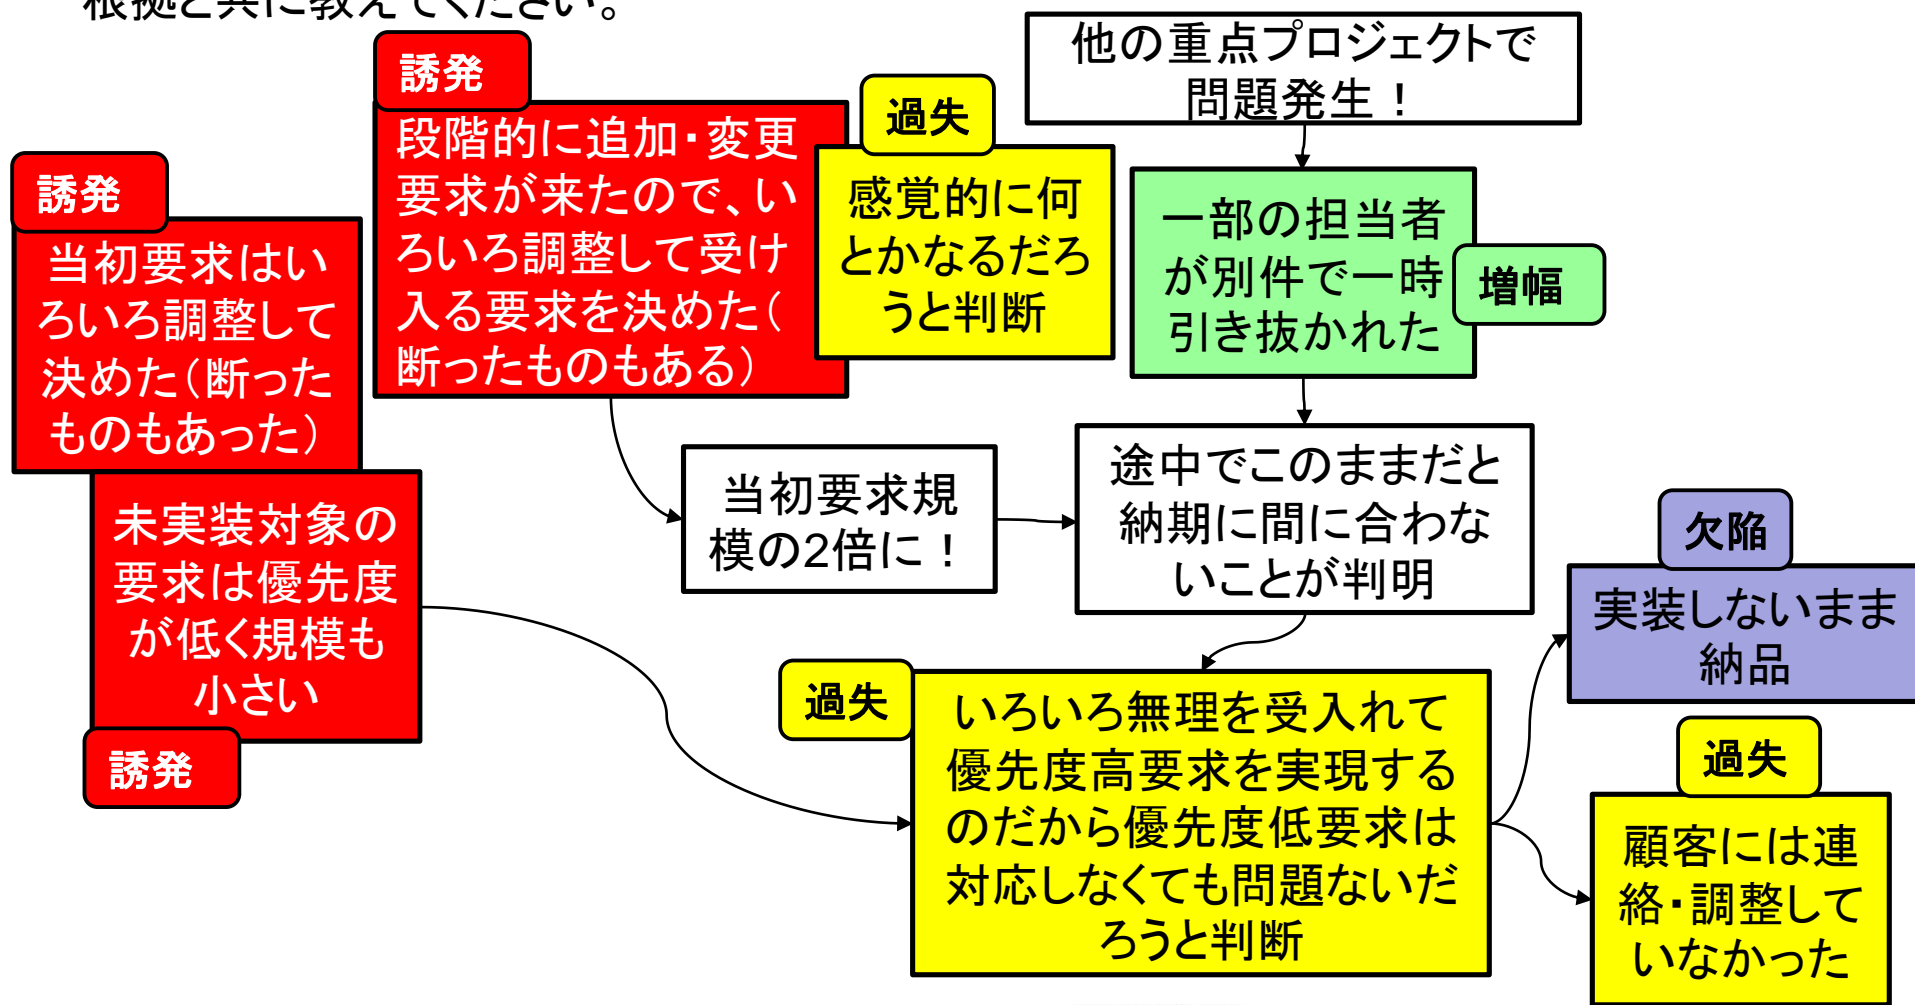 根拠と共に教えてください。
誘発
当初要求はい
ろいろ調整して
決めた（断った
ものもあった）
未実装対象の
要求は優先度
が低く規模も
小さい
誘発
誘発
段階的に追加・変更
要求が来たので、い
ろいろ調整して受け
入る要求を決めた（
断ったものもある）
過失
感覚的に何
とかなるだろ
うと判断
他の重点プロジェクトで
問題発生！
一部の担当者
が別件で一時
引き抜かれた
増幅
当初要求規
模の2倍に！
途中でこのままだと
納期に間に合わな
いことが判明
過失
いろいろ無理を受入れて
優先度高要求を実現する
のだから優先度低要求は
対応しなくても問題ないだ
ろうと判断
欠陥
実装しないまま
納品
過失
顧客には連
絡・調整して
いなかった